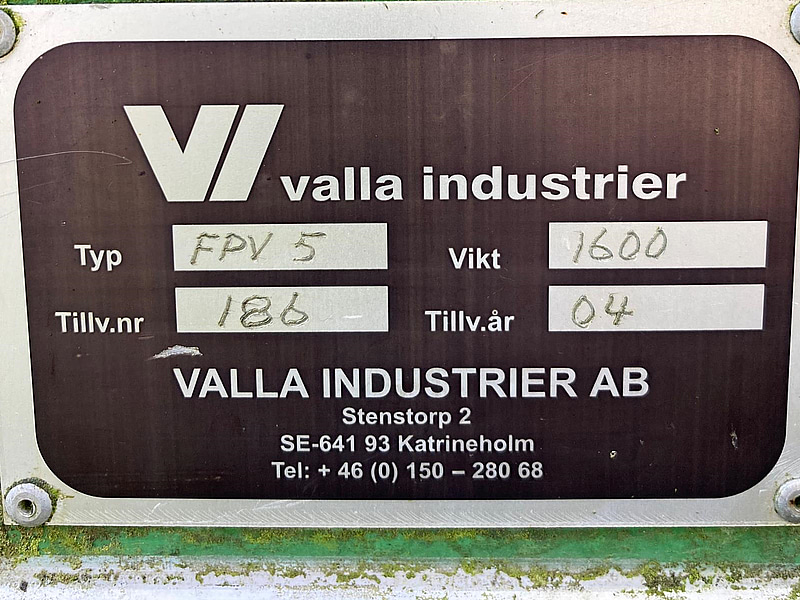 VI valla industrier
Typ FPV 5 Vikt 1600
Tillv.nr 186 Tillv.år 04
VALLA INDUSTRIER AB
Stenstorp 2
SE-641 93 Katrineholm
Tel: + 46 (0) 150 – 280 68